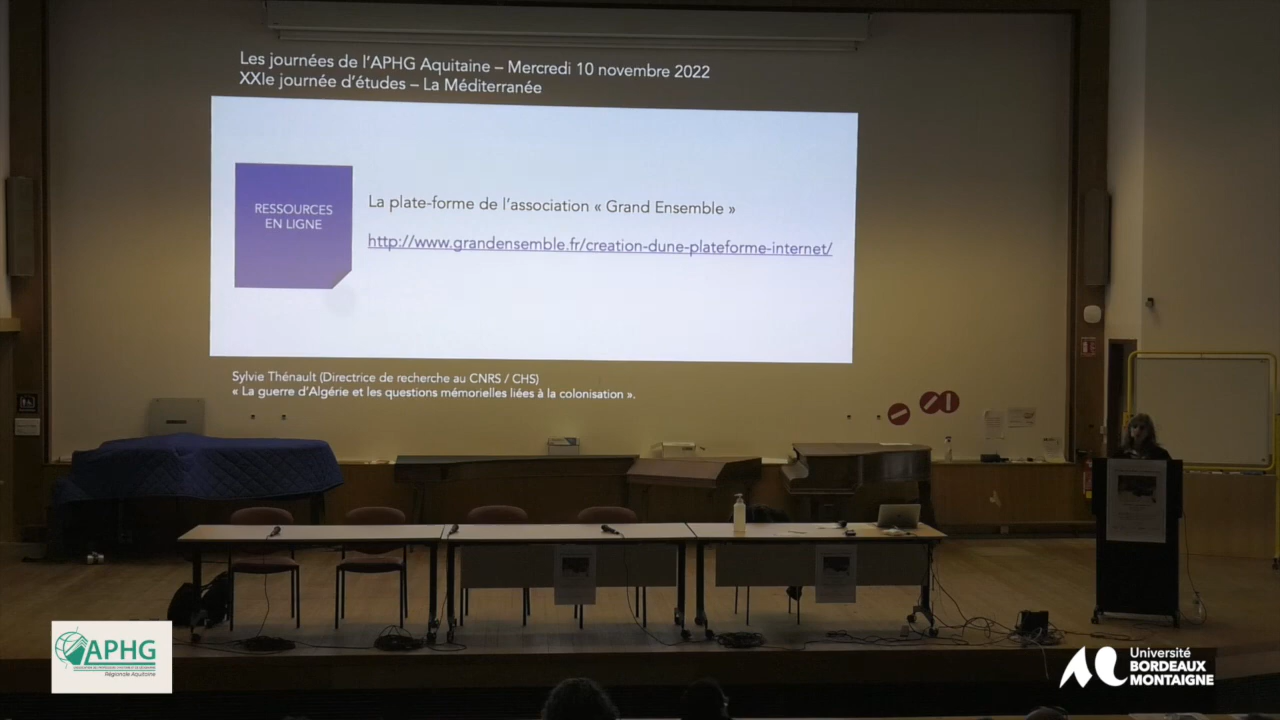 Les journées de l'APHG Aquitaine – Mercredi 10 novembre 2022
XXIe journée d'études – La Méditerranée
RESSOURCES
EN LIGNE
La plate-forme de l'association « Grand Ensemble »
http://www.grandensemble.fr/creation-dune-plateforme-internet/
Sylvie Thénault (Directrice de recherche au CNRS / CHS)
« La guerre d'Algérie et les questions mémorielles liées à la colonisation ».
APHG
Régionale Aquitaine
Université
BORDEAUX
MONTAIGNE